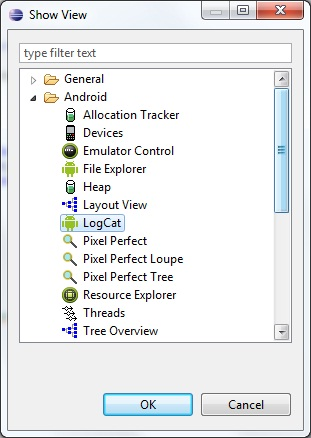 Show View
type filter text
General
Android
Allocation Tracker
Devices
Emulator Control
File Explorer
Heap
Layout View
LogCat
Pixel Perfect
Pixel Perfect Loupe
Pixel Perfect Tree
Resource Explorer
Threads
Tree Overview
OK Cancel